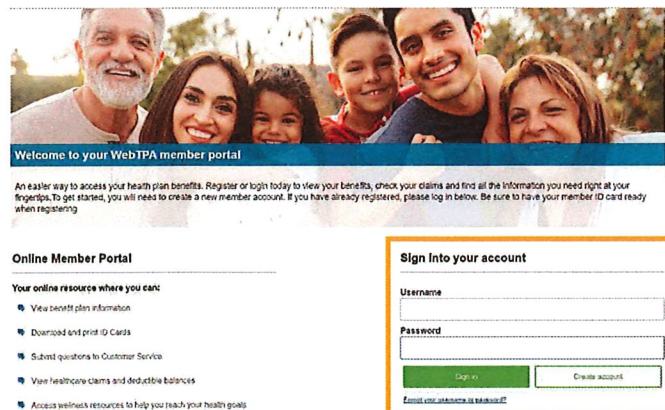 Welcome to your WebTPA member portal
An easier way to access your health plan benefits. Register or login today to view your benefits, check your claims and find all the information you need right at your
fingertips.To get started, you will need to create a new member account. If you have already registered, please log in below. Be sure to have your member ID card ready
when registering
Online Member Portal
Your online resource where you can:
View benefit plan information
Download and print ID Cards
Submit questions to Customer Service
View healthcare claims and deductible balances
Access wellness resources to help you reach your health goals
Sign into your account
Username
Password
Sign in
Create account
Forgot your username or password?